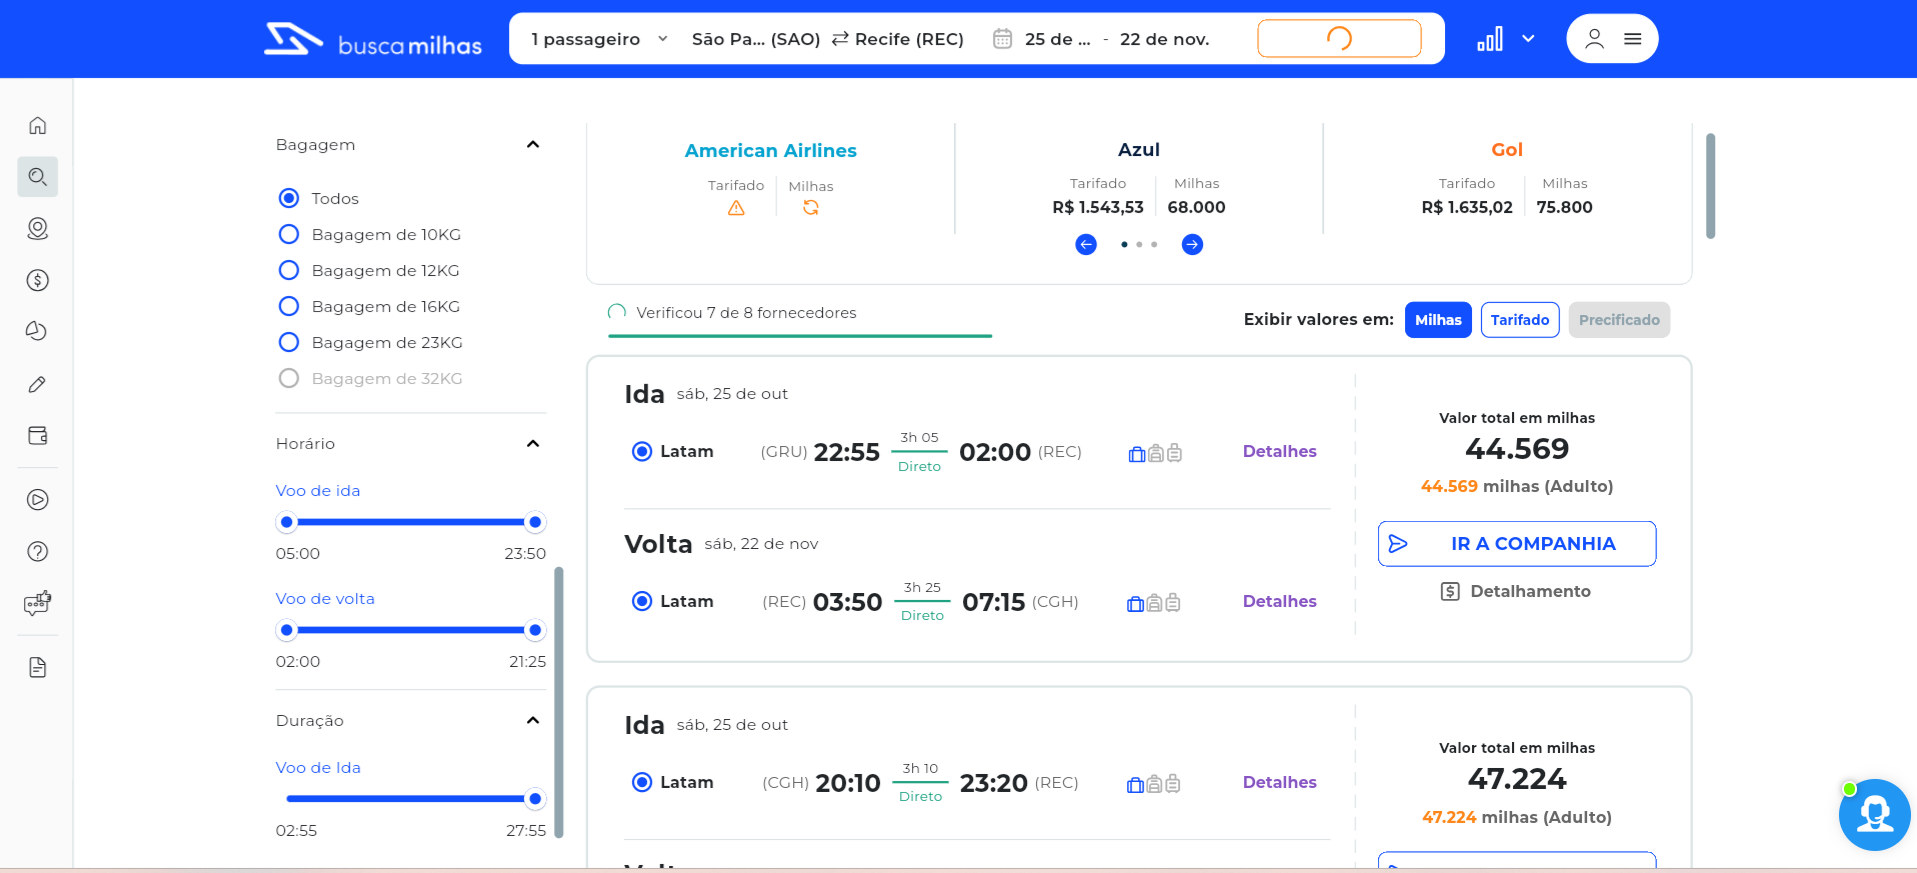 buscamilhas
1 passageiro São Pa... (SAO) Recife (REC) 25 de ... - 22 de nov.
Bagagem
Todos
Bagagem de 10KG
Bagagem de 12KG
Bagagem de 16KG
Bagagem de 23KG
Bagagem de 32KG
Horário
Voo de ida
05:00 23:50
Voo de volta
02:00 21:25
Duração
Voo de Ida
02:55 27:55
American Airlines
Tarifado Milhas
Azul
Tarifado Milhas
R$ 1.543,53 68.000
Gol
Tarifado Milhas
R$ 1.635,02 75.800
Verificou 7 de 8 fornecedores
Exibir valores em: Milhas Tarifado Precificado
Ida sáb, 25 de out
Latam (GRU) 22:55 3h 05 Direto 02:00 (REC) Detalhes
Volta sáb, 22 de nov
Latam (REC) 03:50 3h 25 Direto 07:15 (CGH) Detalhes
Valor total em milhas
44.569
44.569 milhas (Adulto)
IR A COMPANHIA
Detalhamento
Ida sáb, 25 de out
Latam (CGH) 20:10 3h 10 Direto 23:20 (REC) Detalhes
Valor total em milhas
47.224
47.224 milhas (Adulto)